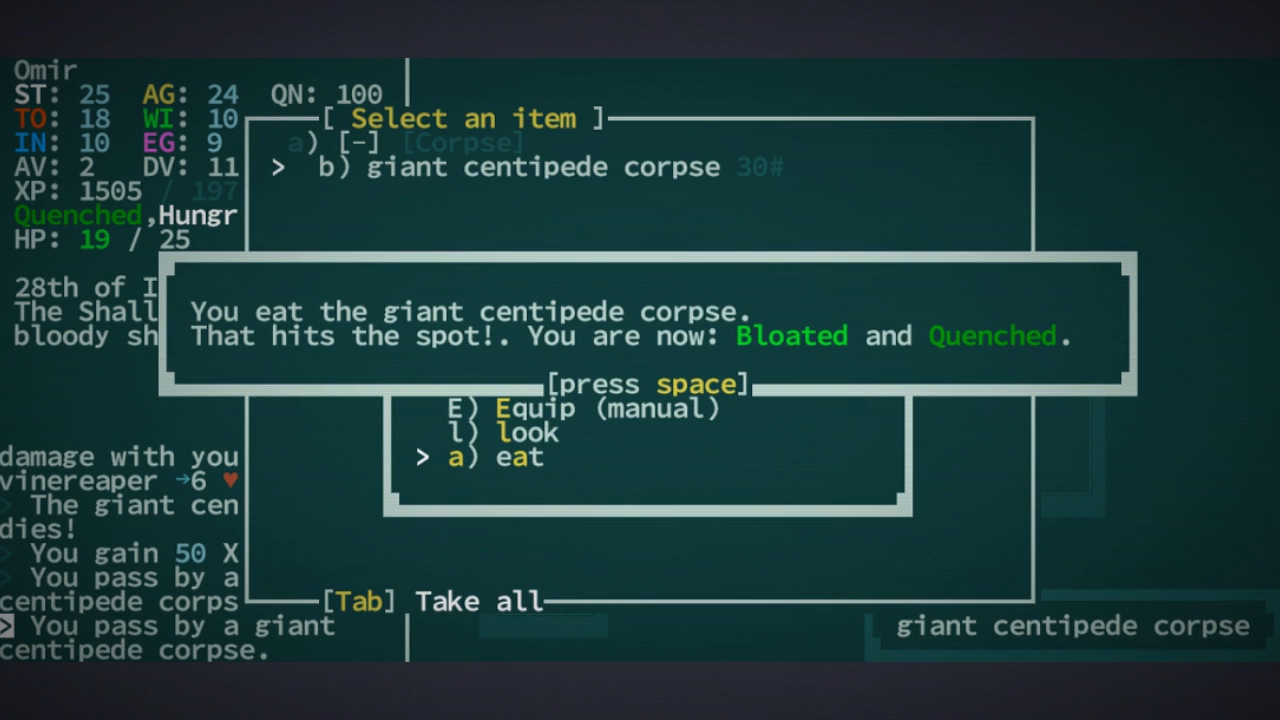 Omir
ST: 25 AG: 24 QN: 100
TO: 18 WI: 10
IN: 10 EG: 9
AV: 2 DV: 11
XP: 1505 / 197
Quenched,Hungr
HP: 19 / 25
28th of I
The Shall
bloody sh
[ Select an item ]
a) [-] [Corpse]
> b) giant centipede corpse 30#
You eat the giant centipede corpse.
That hits the spot!. You are now: Bloated and Quenched.
[press space]
E) Equip (manual)
l) look
> a) eat
damage with you
vinereaper →6 ♥
> The giant cen
dies!
> You gain 50 X
> You pass by a
centipede corps
> You pass by a giant
centipede corpse.
[Tab] Take all
giant centipede corpse